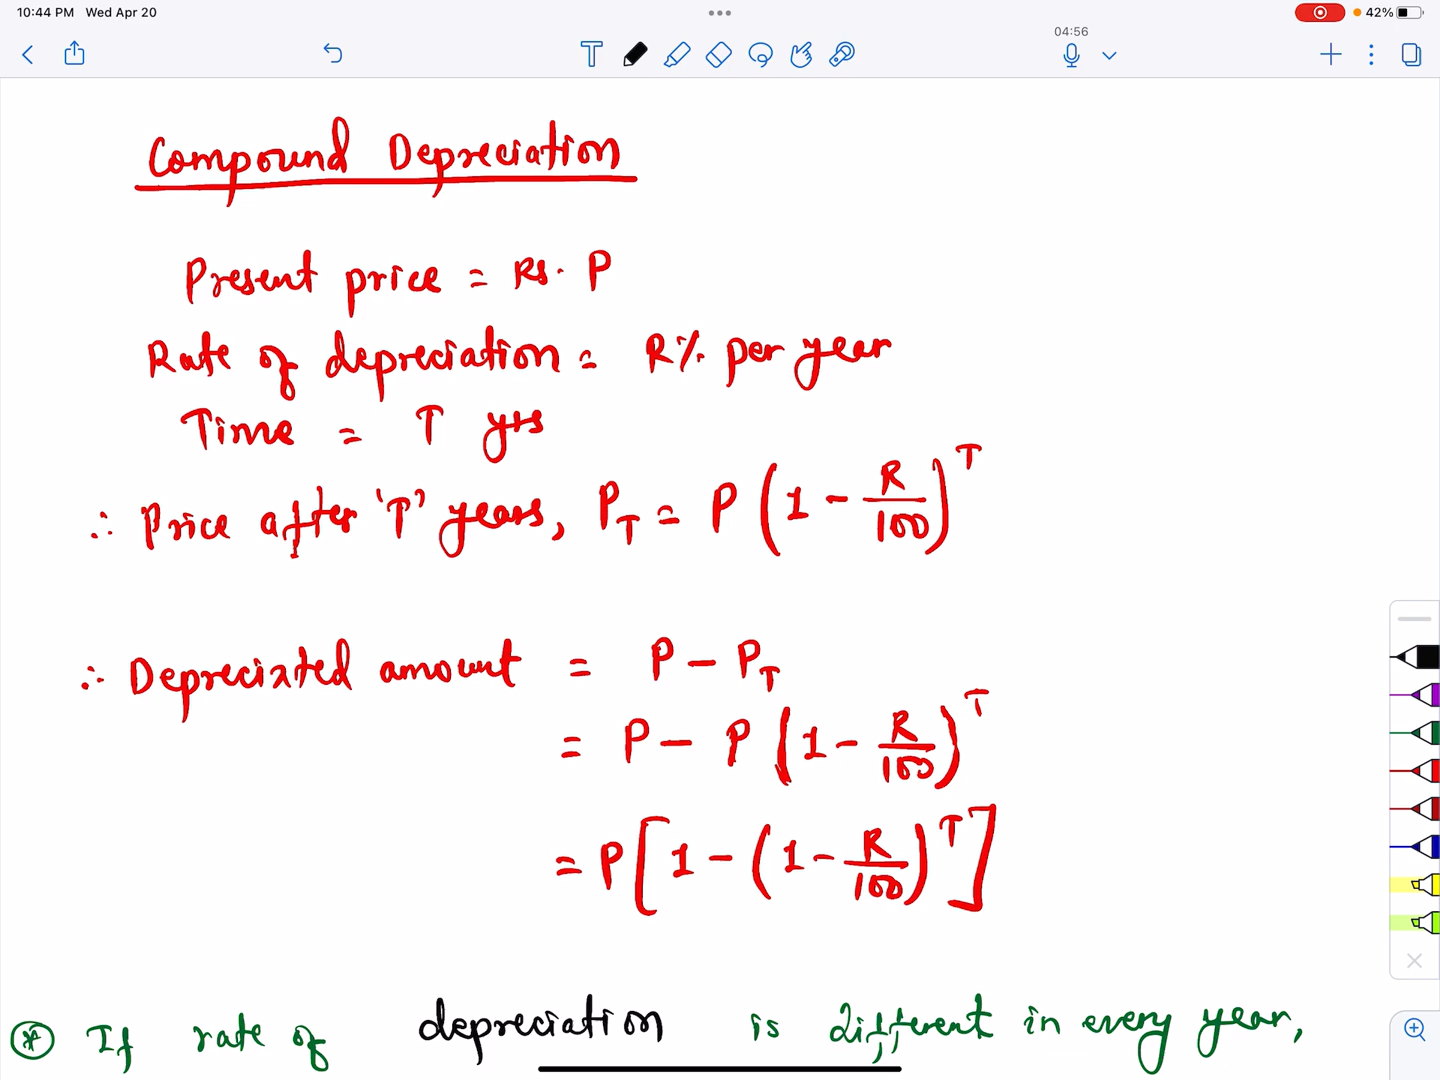 10:44 PM Wed Apr 20
42%
04:56
Compound Depreciation
Present price = Rs. P
Rate of depreciation = R% per year
Time = T yrs
∴ Price after 'T' years, P_T = P (1 - R/100)^T
∴ Depreciated amount = P - P_T
= P - P (1 - R/100)^T
= P [1 - (1 - R/100)^T]
* If rate of depreciation is different in every year,